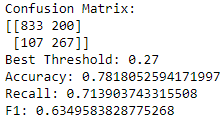 Confusion Matrix:
[[833 200]
 [107 267]]
Best Threshold: 0.27
Accuracy: 0.7818052594171997
Recall: 0.713903743315508
F1: 0.6349583828775268